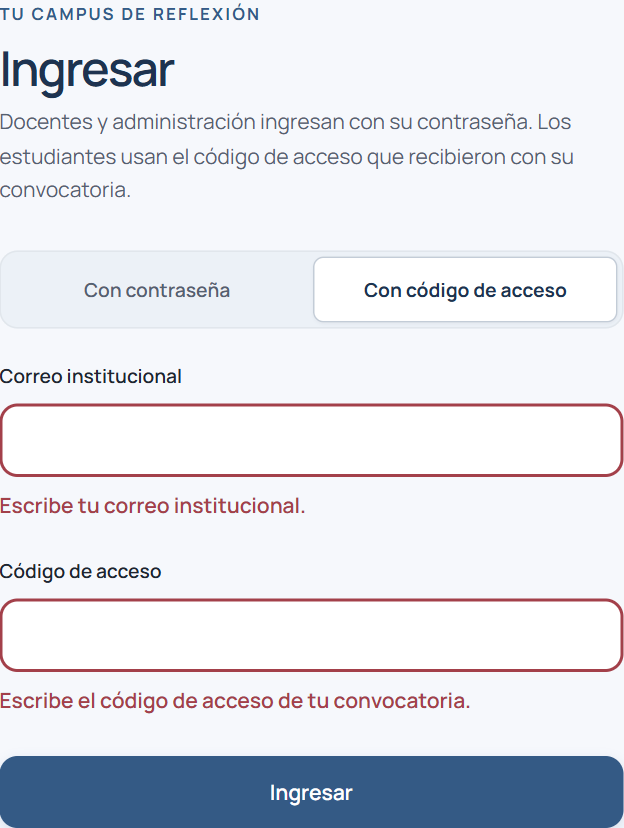 TU CAMPUS DE REFLEXIÓN
Ingresar
Docentes y administración ingresan con su contraseña. Los
estudiantes usan el código de acceso que recibieron con su
convocatoria.
Con contraseña
Con código de acceso
Correo institucional
Escribe tu correo institucional.
Código de acceso
Escribe el código de acceso de tu convocatoria.
Ingresar